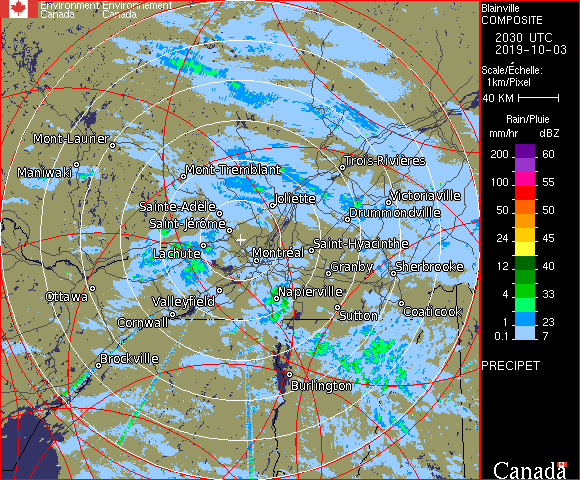 Environment Environnement
Canada Canada
Blainville
COMPOSITE
2030 UTC
2019-10-03
Scale/Échelle:
1km/Pixel
40 KM
Rain/Pluie
mm/hr dBZ
200 60
100 55
50 50
24 45
12 40
4 33
1 23
0.1 7
PRECIPET
Canada
Mont-Laurier
Maniwaki
Mont-Tremblant
Trois-Rivières
Sainte-Adèle
Joliette
Victoriaville
Saint-Jérôme
Drummondville
Lachute
Montréal
Saint-Hyacinthe
Granby
Sherbrooke
Ottawa
Valleyfield
Napierville
Cornwall
Sutton
Coaticook
Brockville
Burlington